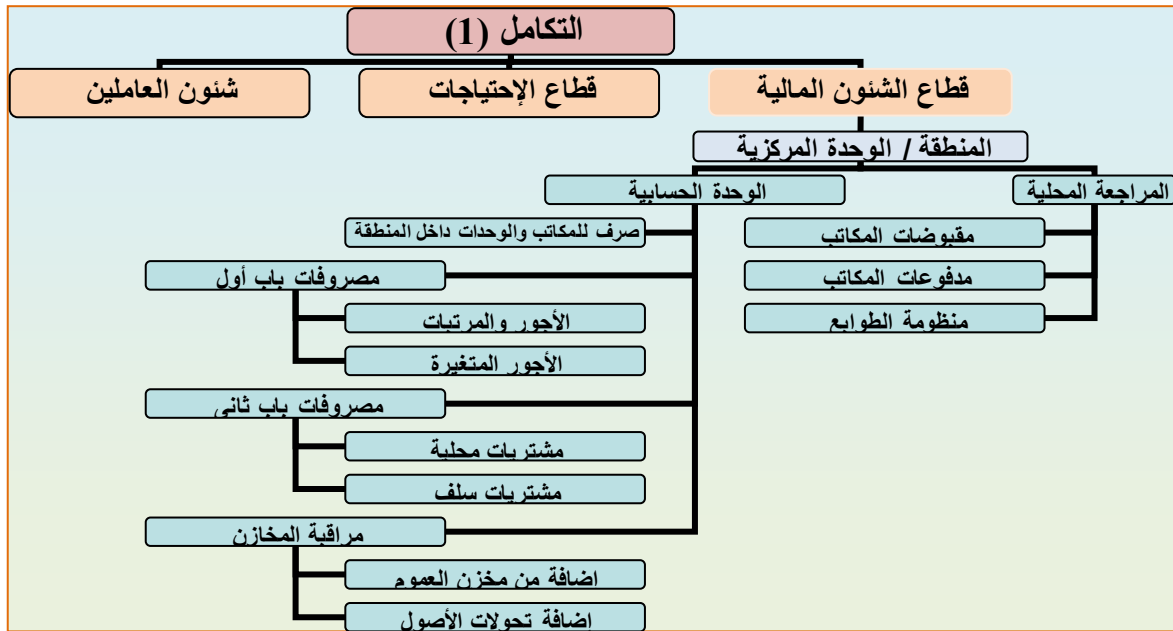 التكامل (1)
قطاع الشئون المالية
قطاع الإحتياجات
شئون العاملين
المنطقة / الوحدة المركزية
المراجعة المحلية
الوحدة الحسابية
مقبوضات المكاتب
مدفوعات المكاتب
منظومة الطوابع
صرف للمكاتب والوحدات داخل المنطقة
مصروفات باب أول
الأجور والمرتبات
الأجور المتغيرة
مصروفات باب ثانى
مشتريات محلية
مشتريات سلف
مراقبة المخازن
اضافة من مخزن العموم
إضافة تحولات الأصول